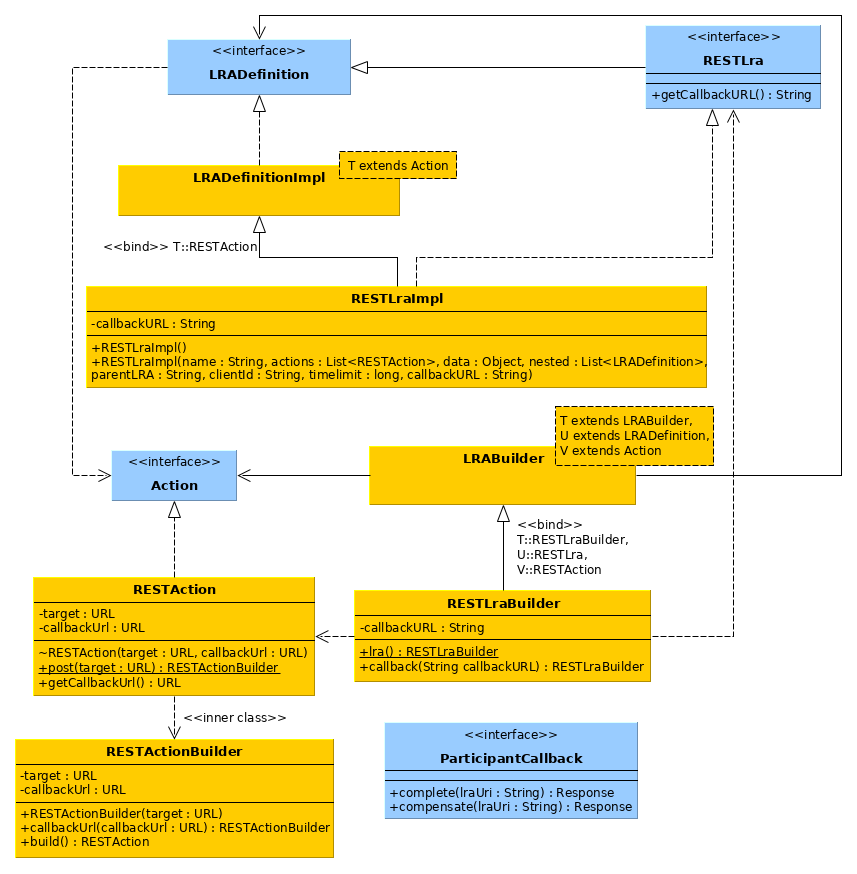 <<interface>>
LRADefinition
<<interface>>
RESTLra
+getCallbackURL() : String
T extends Action
LRADefinitionImpl
<<bind>> T::RESTAction
RESTLraImpl
-callbackURL : String
+RESTLraImpl()
+RESTLraImpl(name : String, actions : List<RESTAction>, data : Object, nested : List<LRADefinition>,
parentLRA : String, clientId : String, timelimit : long, callbackURL : String)
T extends LRABuilder,
U extends LRADefinition,
V extends Action
<<interface>>
Action
LRABuilder
<<bind>>
T::RESTLraBuilder,
U::RESTLra,
V::RESTAction
RESTAction
-target : URL
-callbackUrl : URL
~RESTAction(target : URL, callbackUrl : URL)
+post(target : URL) : RESTActionBuilder
+getCallbackUrl() : URL
RESTLraBuilder
-callbackURL : String
+lra() : RESTLraBuilder
+callback(String callbackURL) : RESTLraBuilder
<<inner class>>
RESTActionBuilder
-target : URL
-callbackUrl : URL
+RESTActionBuilder(target : URL)
+callbackUrl(callbackUrl : URL) : RESTActionBuilder
+build() : RESTAction
<<interface>>
ParticipantCallback
+complete(lraUri : String) : Response
+compensate(lraUri : String) : Response